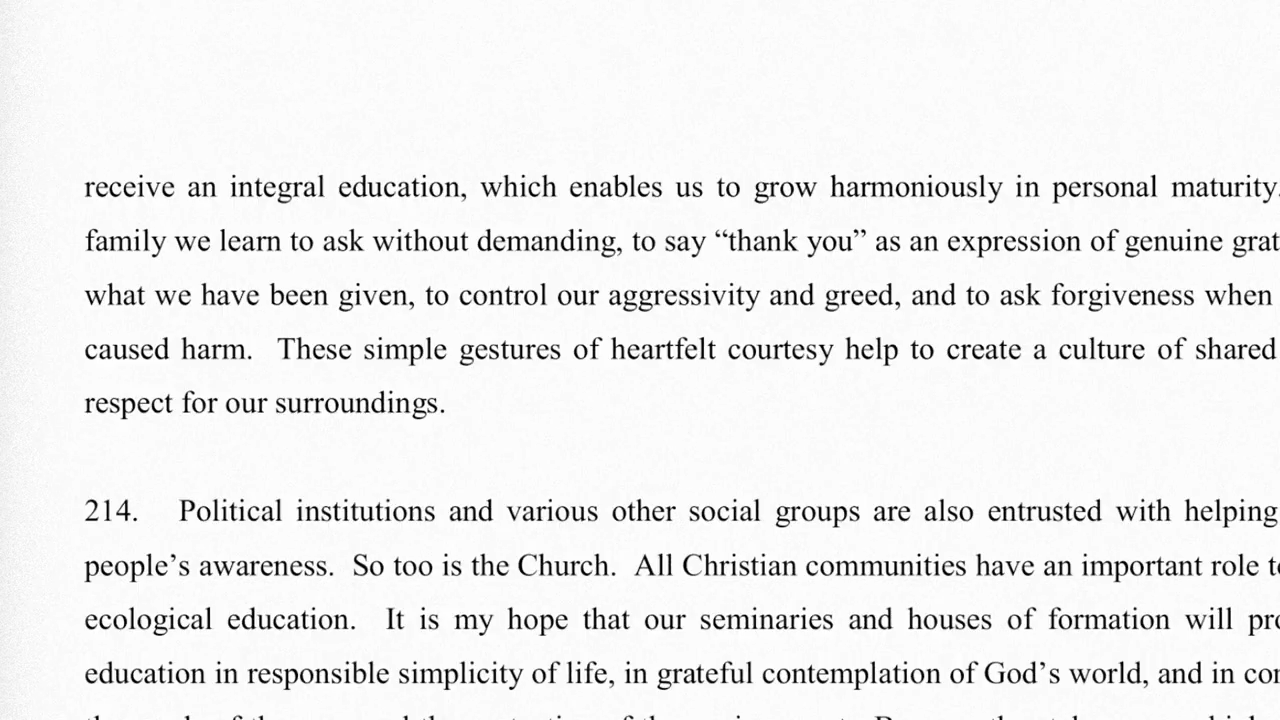 receive an integral education, which enables us to grow harmoniously in personal maturity.
family we learn to ask without demanding, to say “thank you” as an expression of genuine
what we have been given, to control our aggressivity and greed, and to ask forgiveness when
caused harm.  These simple gestures of heartfelt courtesy help to create a culture of shared
respect for our surroundings.
214.  Political institutions and various other social groups are also entrusted with helping
people’s awareness.  So too is the Church.  All Christian communities have an important role
ecological education.  It is my hope that our seminaries and houses of formation will
education in responsible simplicity of life, in grateful contemplation of God’s world, and in